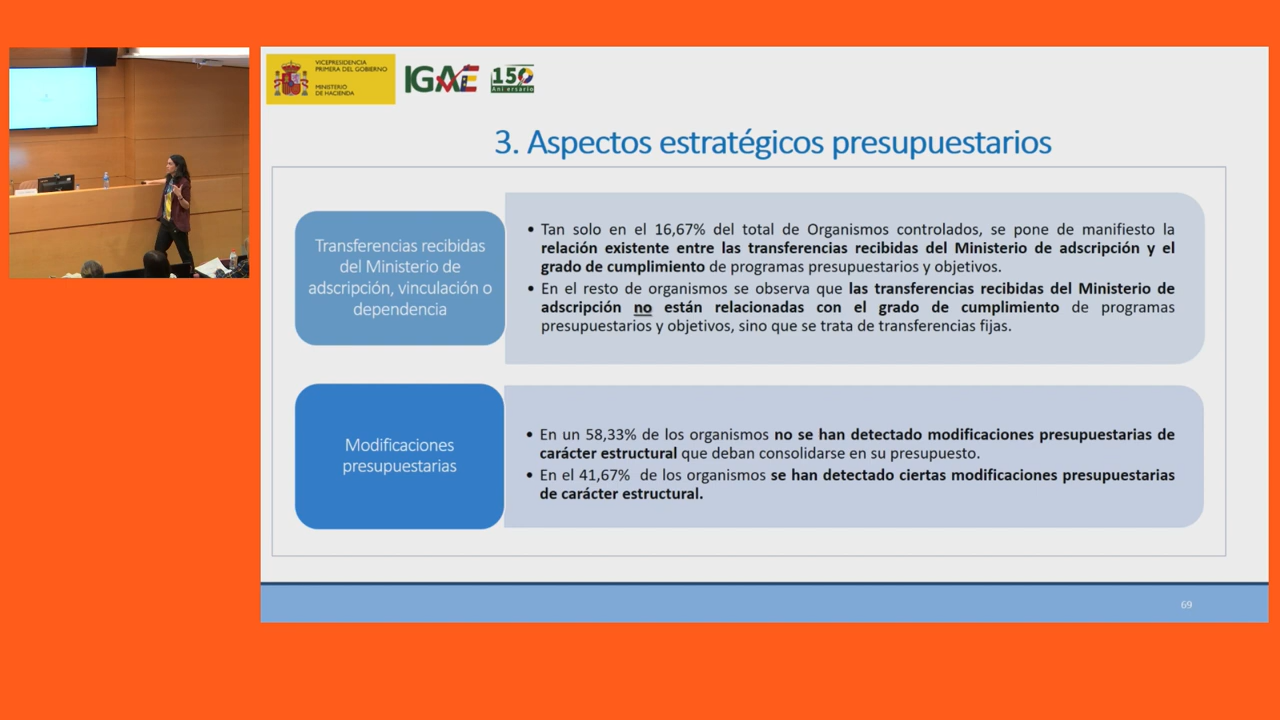 VICEPRESIDENCIA
PRIMERA DEL GOBIERNO
MINISTERIO
DE HACIENDA
IGAE
150
Aniversario
3. Aspectos estratégicos presupuestarios
Transferencias recibidas
del Ministerio de
adscripción, vinculación o
dependencia
• Tan solo en el 16,67% del total de Organismos controlados, se pone de manifiesto la
relación existente entre las transferencias recibidas del Ministerio de adscripción y el
grado de cumplimiento de programas presupuestarios y objetivos.
• En el resto de organismos se observa que las transferencias recibidas del Ministerio de
adscripción no están relacionadas con el grado de cumplimiento de programas
presupuestarios y objetivos, sino que se trata de transferencias fijas.
Modificaciones
presupuestarias
• En un 58,33% de los organismos no se han detectado modificaciones presupuestarias de
carácter estructural que deban consolidarse en su presupuesto.
• En el 41,67% de los organismos se han detectado ciertas modificaciones presupuestarias
de carácter estructural.
69